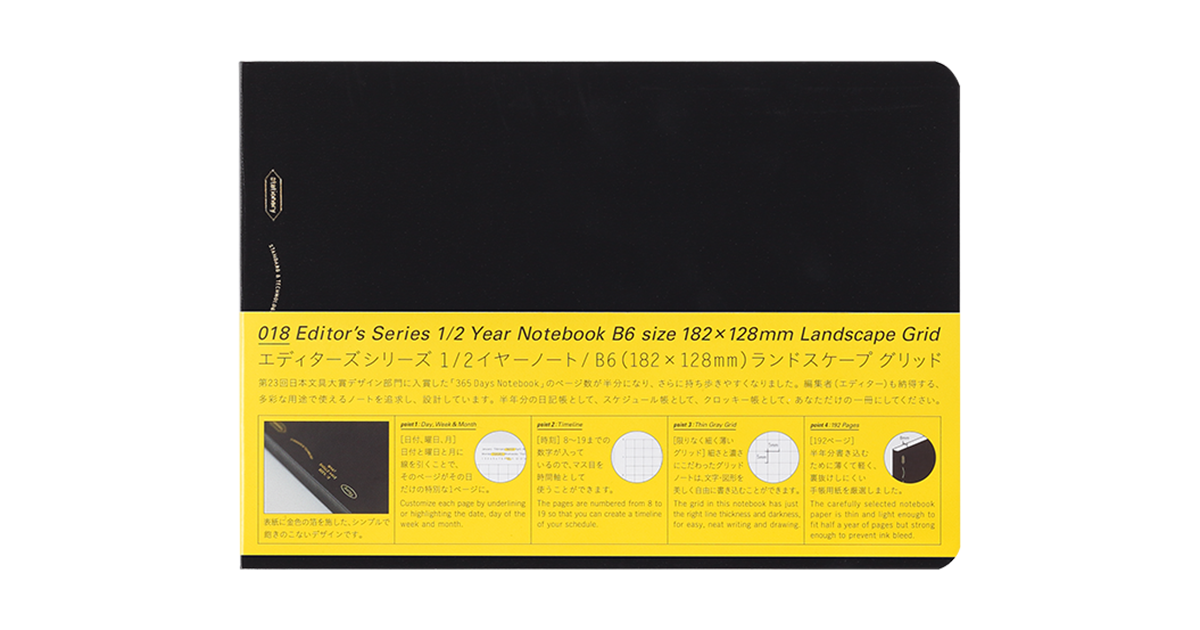 stationery
STANDARD & TECHNOLOG
018 Editor's Series 1/2 Year Notebook B6 size 182×128mm Landscape Grid
エディターズシリーズ 1/2イヤーノート/B6(182×128mm)ランドスケープ グリッド
第23回日本文具大賞デザイン部門に入賞した「365 Days Notebook」のページ数が半分になり、さらに持ち歩きやすくなりました。編集者(エディター)も納得する、
多彩な用途で使えるノートを追求し、設計しています。半年分の日記帳として、スケジュール帳として、クロッキー帳として、あなただけの一冊にしてください。
表紙に金色の箔を施した、シンプルで
飽きのこないデザインです。
point 1 : Day, Week & Month
[日付、曜日、月]
日付と曜日と月に
線を引くことで、
そのページがその日
だけの特別な1ページに。
Customize each page by underlining
or highlighting the date, day of the
week and month.
point 2 : Timeline
[時刻] 8〜19までの
数字が入って
いるので、マス目を
時間軸として
使うことができます。
The pages are numbered from 8 to
19 so that you can create a timeline
of your schedule.
point 3 : Thin Gray Grid
[限りなく細く薄い
グリッド] 細さと濃さ
にこだわったグリッド
ノートは、文字・図形を
美しく自由に書き込むことができます。
5mm
5mm
The grid in this notebook has just
the right line thickness and darkness,
for easy, neat writing and drawing.
point 4 : 192 Pages
[192ページ]
半年分書き込む
ために薄くて軽く、
裏抜けしにくい
手帳用紙を厳選しました。
8mm
The carefully selected notebook
paper is thin and light enough to
fit half a year of pages but strong
enough to prevent ink bleed.